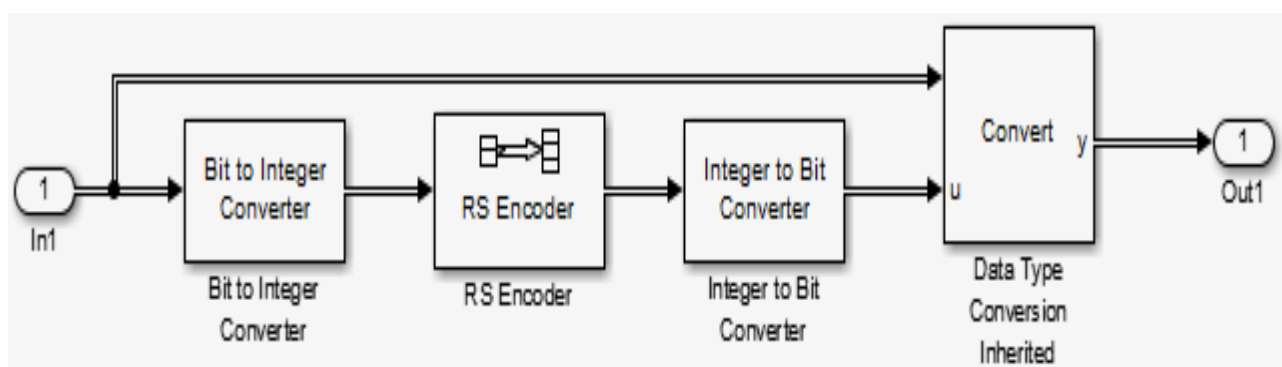 1
In1
Bit to Integer
Converter
Bit to Integer
Converter
RS Encoder
RS Encoder
Integer to Bit
Converter
Integer to Bit
Converter
Convert
y
u
Data Type
Conversion
Inherited
1
Out1